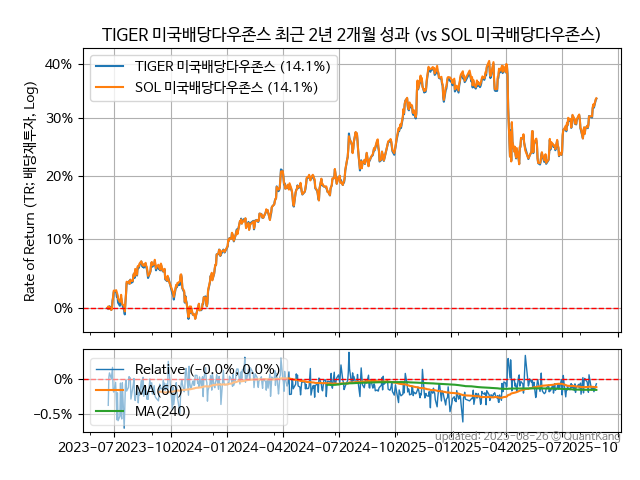 TIGER 미국배당다우존스 최근 2년 2개월 성과 (vs SOL 미국배당다우존스)
Rate of Return (TR: 배당재투자, Log)
40%
30%
20%
10%
0%
TIGER 미국배당다우존스 (14.1%)
SOL 미국배당다우존스 (14.1%)
0%
−0.5%
Relative (−0.0%, 0.0%)
MA(60)
MA(240)
updated: 2025-08-26 © QuantKang
2023-07 2023-10 2024-01 2024-04 2024-07 2024-10 2025-01 2025-04 2025-07 2025-10